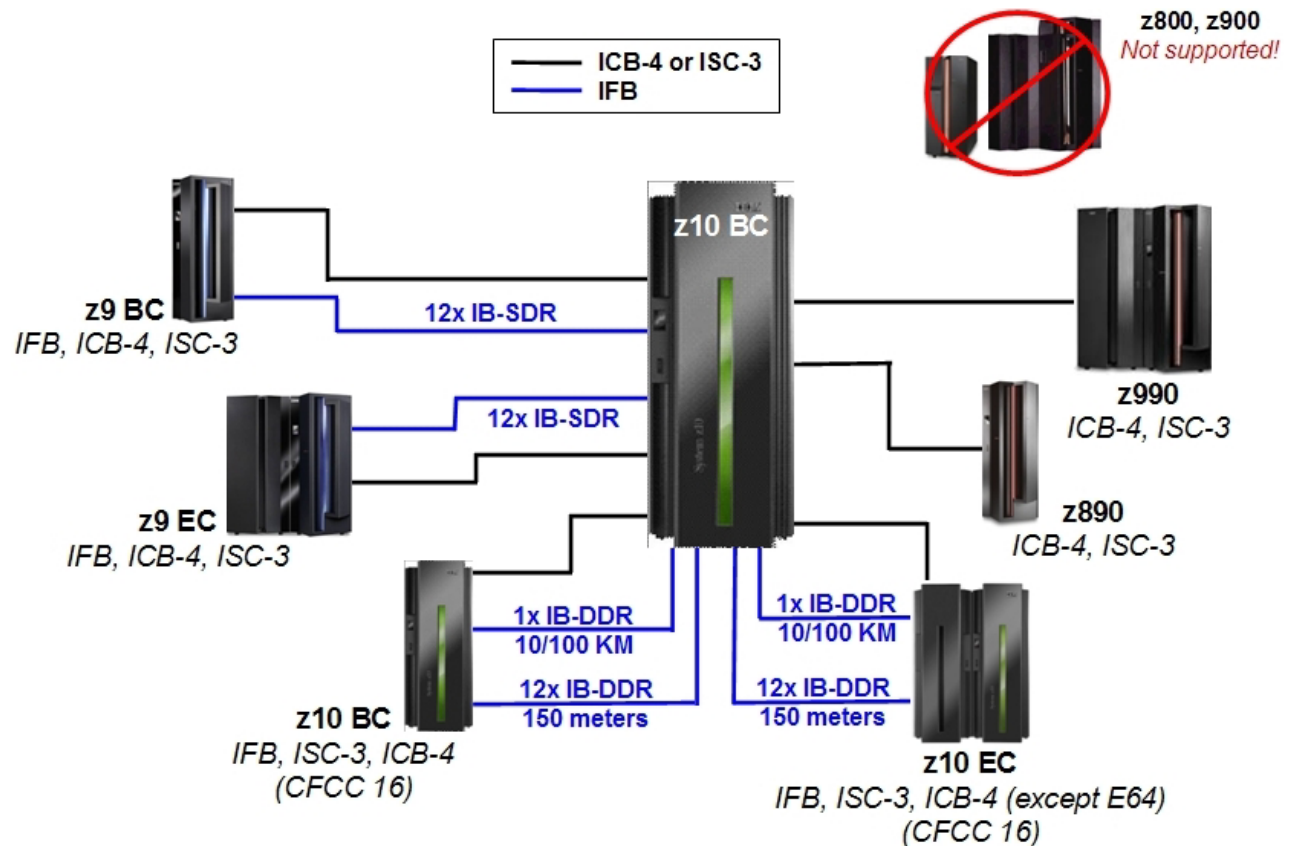 z800, z900
Not supported!
ICB-4 or ISC-3
IFB
z10 BC
System z10
z9 BC
IFB, ICB-4, ISC-3
12x IB-SDR
z990
ICB-4, ISC-3
12x IB-SDR
z9 EC
IFB, ICB-4, ISC-3
z890
ICB-4, ISC-3
1x IB-DDR
10/100 KM
12x IB-DDR
150 meters
1x IB-DDR
10/100 KM
12x IB-DDR
150 meters
z10 BC
IFB, ISC-3, ICB-4
(CFCC 16)
z10 EC
IFB, ISC-3, ICB-4 (except E64)
(CFCC 16)